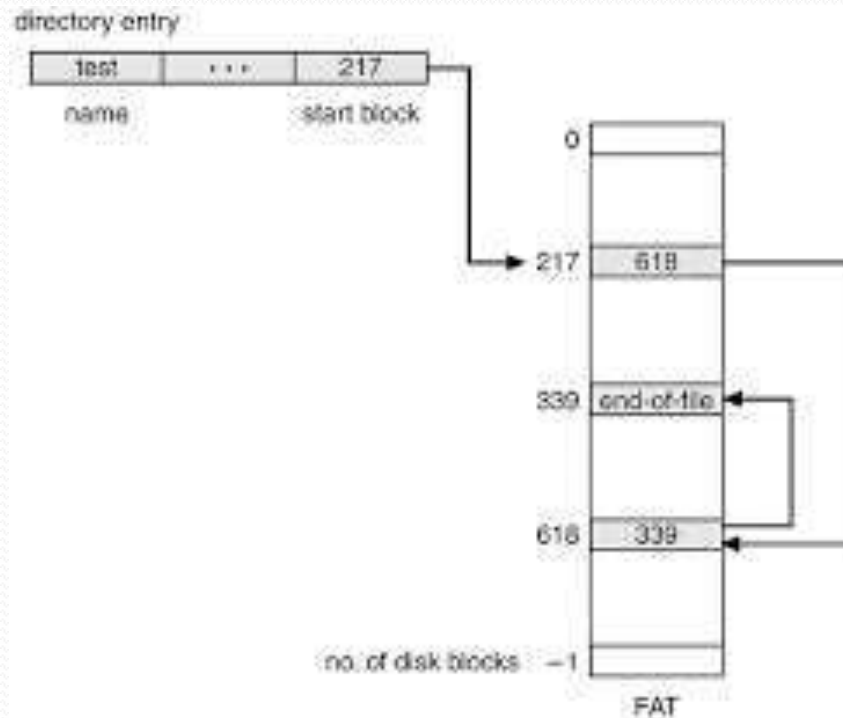 directory entry
test ... 217
name start block
0
217 618
339 end-of-file
618 339
no. of disk blocks –1
FAT